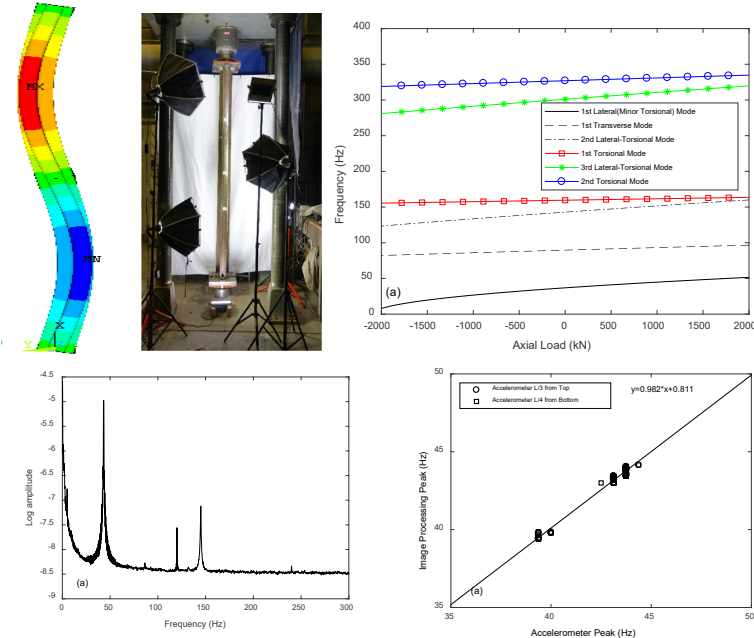 MX
MN
X
Y
400
350
300
250
200
150
100
50
0
Frequency (Hz)
1st Lateral(Minor Torsional) Mode
1st Transverse Mode
2nd Lateral-Torsional Mode
1st Torsional Mode
3rd Lateral-Torsional Mode
2nd Torsional Mode
(a)
-2000 -1500 -1000 -500 0 500 1000 1500 2000
Axial Load (kN)
-4.5
-5
-5.5
-6
-6.5
-7
-7.5
-8
-8.5
-9
Log amplitude
(a)
0 50 100 150 200 250 300
Frequency (Hz)
50
45
40
35
Image Processing Peak (Hz)
Accelerometer L/3 from Top
Accelerometer L/4 from Bottom
y=0.982*x+0.811
(a)
35 40 45 50
Accelerometer Peak (Hz)